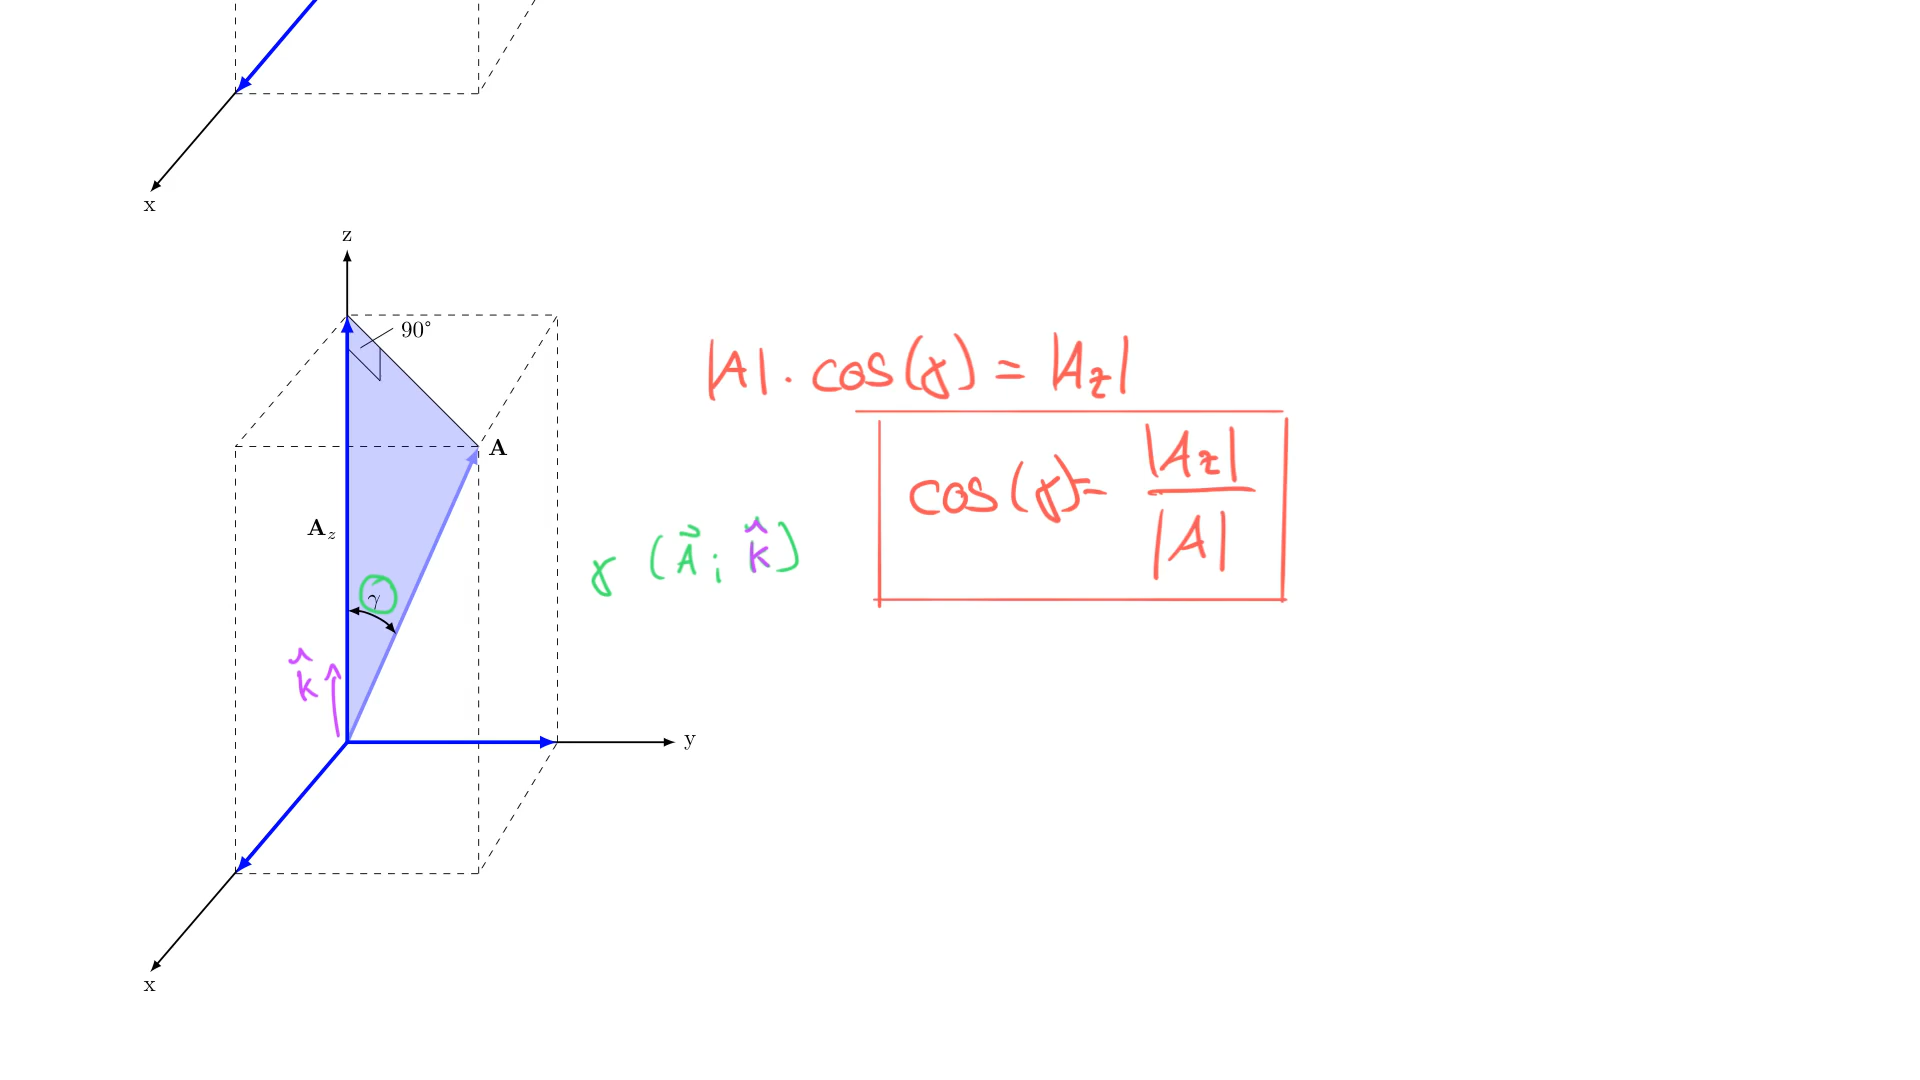 x
z
90°
|A| · cos(γ) = |A_z|
A
cos(γ) = |A_z| / |A|
A_z
γ (A⃗; k̂)
γ
k̂
y
x